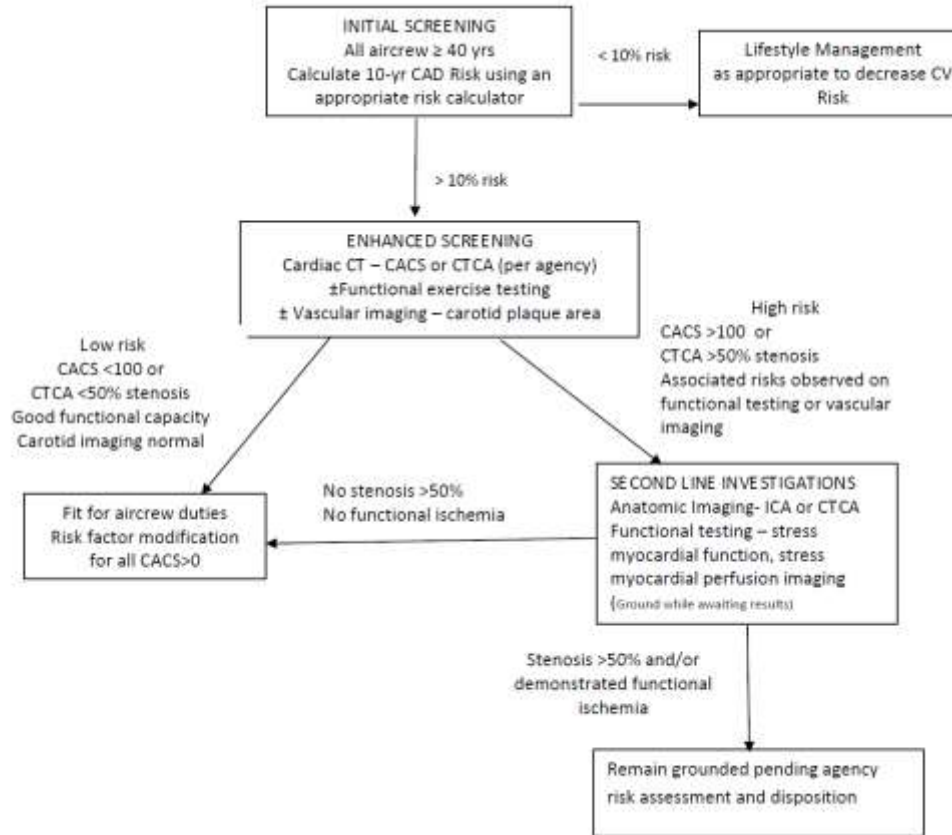 INITIAL SCREENING
All aircrew ≥ 40 yrs
Calculate 10-yr CAD Risk using an
appropriate risk calculator
< 10% risk
Lifestyle Management
as appropriate to decrease CV
Risk
> 10% risk
ENHANCED SCREENING
Cardiac CT – CACS or CTCA (per agency)
±Functional exercise testing
± Vascular imaging – carotid plaque area
Low risk
CACS <100 or
CTCA <50% stenosis
Good functional capacity
Carotid imaging normal
High risk
CACS >100 or
CTCA >50% stenosis
Associated risks observed on
functional testing or vascular
imaging
Fit for aircrew duties
Risk factor modification
for all CACS>0
No stenosis >50%
No functional ischemia
SECOND LINE INVESTIGATIONS
Anatomic Imaging- ICA or CTCA
Functional testing – stress
myocardial function, stress
myocardial perfusion imaging
(Ground while awaiting results)
Stenosis >50% and/or
demonstrated functional
ischemia
Remain grounded pending agency
risk assessment and disposition